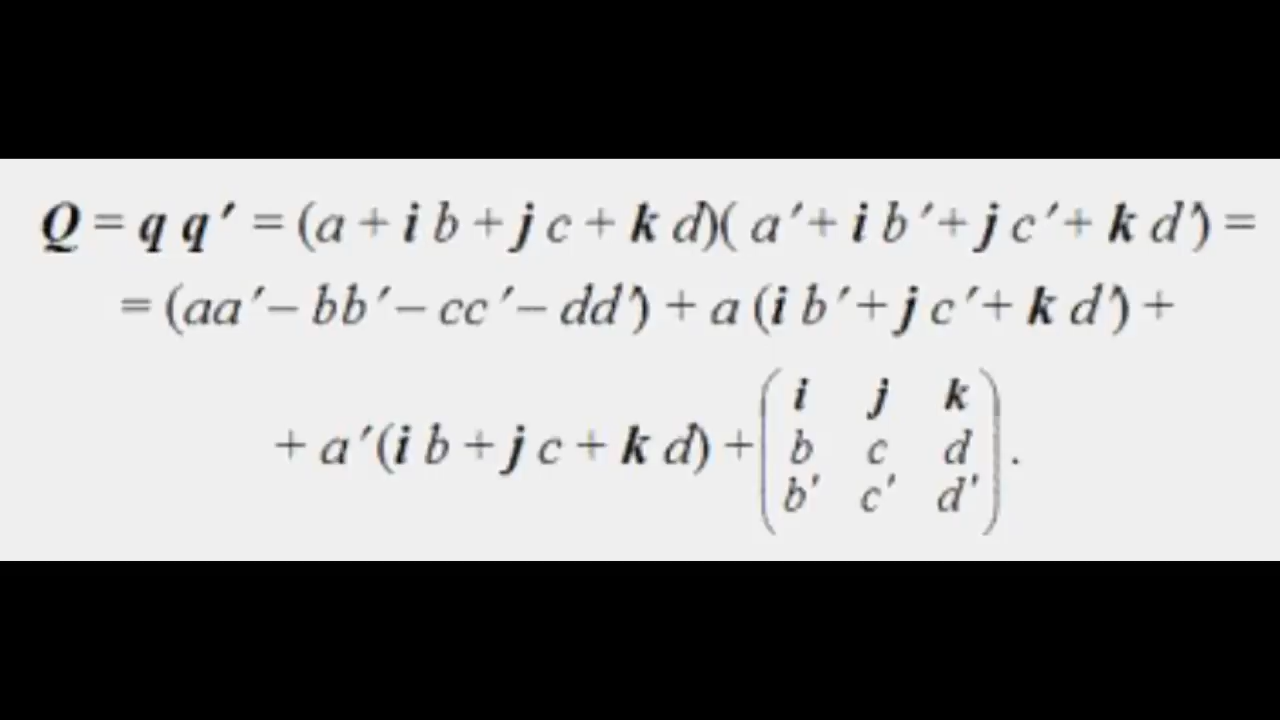 Q = q q′ = (a + i b + j c + k d)( a′+ i b′+ j c′+ k d′) =
= (aa′– bb′– cc′– dd′) + a (i b′+ j c′+ k d′) +
+ a′(i b + j c + k d) + ( i j k
b c d
b′ c′ d′ ) .